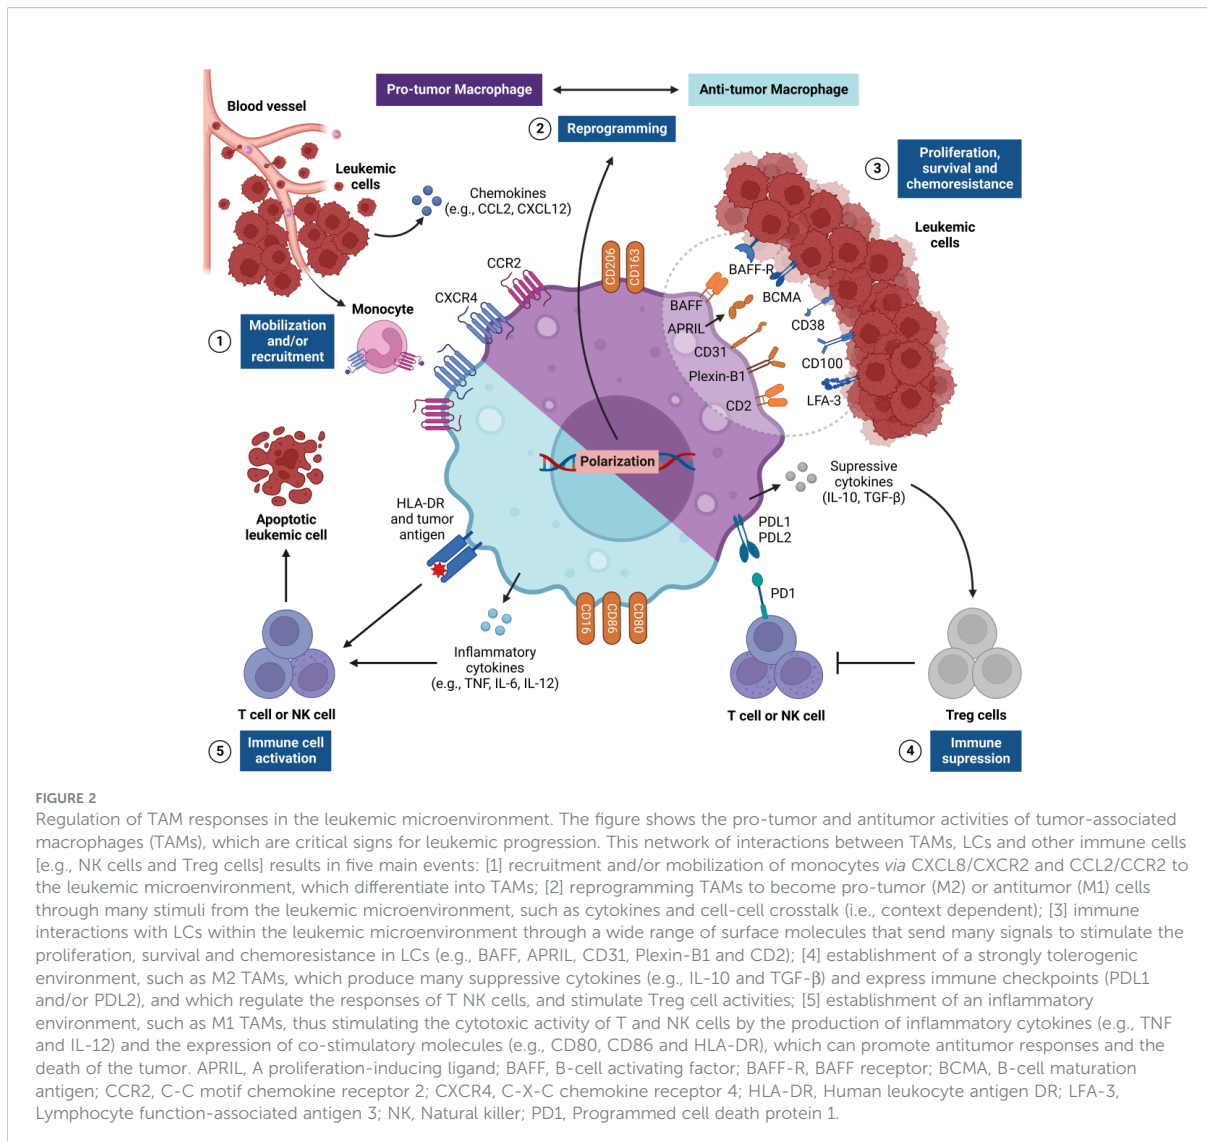 Pro-tumor Macrophage
Anti-tumor Macrophage
2
Reprogramming
Blood vessel
Leukemic
cells
Chemokines
(e.g., CCL2, CXCL12)
3
Proliferation,
survival and
chemoresistance
Leukemic
cells
CCR2
CXCR4
CD206
CD163
BAFF-R
BCMA
BAFF
APRIL
CD38
CD31
CD100
Plexin-B1
CD2
LFA-3
1
Mobilization
and/or
recruitment
Monocyte
Polarization
Supressive
cytokines
(IL-10, TGF-β)
HLA-DR
and tumor
antigen
PDL1
PDL2
PD1
Apoptotic
leukemic cell
CD16
CD86
CD80
Inflammatory
cytokines
(e.g., TNF, IL-6, IL-12)
T cell or NK cell
T cell or NK cell
Treg cells
5
Immune cell
activation
4
Immune
supression
FIGURE 2
Regulation of TAM responses in the leukemic microenvironment. The figure shows the pro-tumor and antitumor activities of tumor-associated
macrophages (TAMs), which are critical signs for leukemic progression. This network of interactions between TAMs, LCs and other immune cells
[e.g., NK cells and Treg cells] results in five main events: [1] recruitment and/or mobilization of monocytes via CXCL8/CXCR2 and CCL2/CCR2 to
the leukemic microenvironment, which differentiate into TAMs; [2] reprogramming TAMs to become pro-tumor (M2) or antitumor (M1) cells
through many stimuli from the leukemic microenvironment, such as cytokines and cell-cell crosstalk (i.e., context dependent); [3] immune
interactions with LCs within the leukemic microenvironment through a wide range of surface molecules that send many signals to stimulate the
proliferation, survival and chemoresistance in LCs (e.g., BAFF, APRIL, CD31, Plexin-B1 and CD2); [4] establishment of a strongly tolerogenic
environment, such as M2 TAMs, which produce many suppressive cytokines (e.g., IL-10 and TGF-β) and express immune checkpoints (PDL1
and/or PDL2), and which regulate the responses of T NK cells, and stimulate Treg cell activities; [5] establishment of an inflammatory
environment, such as M1 TAMs, thus stimulating the cytotoxic activity of T and NK cells by the production of inflammatory cytokines (e.g., TNF
and IL-12) and the expression of co-stimulatory molecules (e.g., CD80, CD86 and HLA-DR), which can promote antitumor responses and the
death of the tumor. APRIL, A proliferation-inducing ligand; BAFF, B-cell activating factor; BAFF-R, BAFF receptor; BCMA, B-cell maturation
antigen; CCR2, C-C motif chemokine receptor 2; CXCR4, C-X-C chemokine receptor 4; HLA-DR, Human leukocyte antigen DR; LFA-3,
Lymphocyte function-associated antigen 3; NK, Natural killer; PD1, Programmed cell death protein 1.